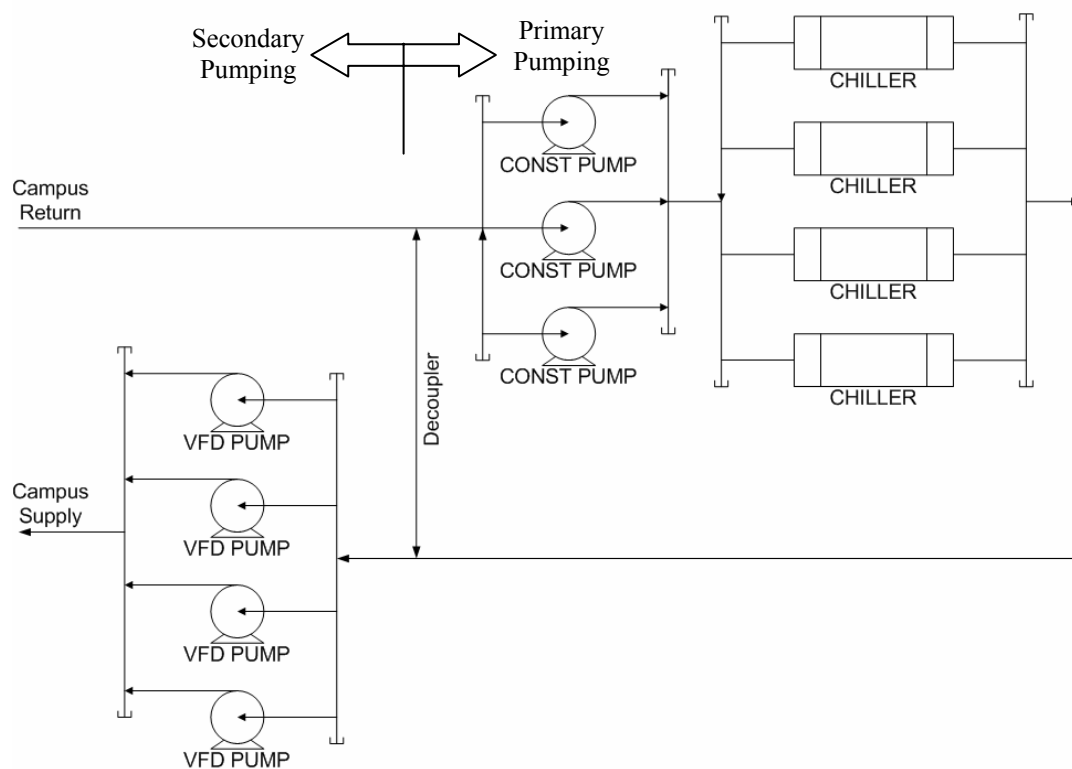 Secondary
Pumping
Primary
Pumping
CHILLER
CONST PUMP
CHILLER
Campus
Return
CONST PUMP
CHILLER
CONST PUMP
CHILLER
Decoupler
VFD PUMP
Campus
Supply
VFD PUMP
VFD PUMP
VFD PUMP